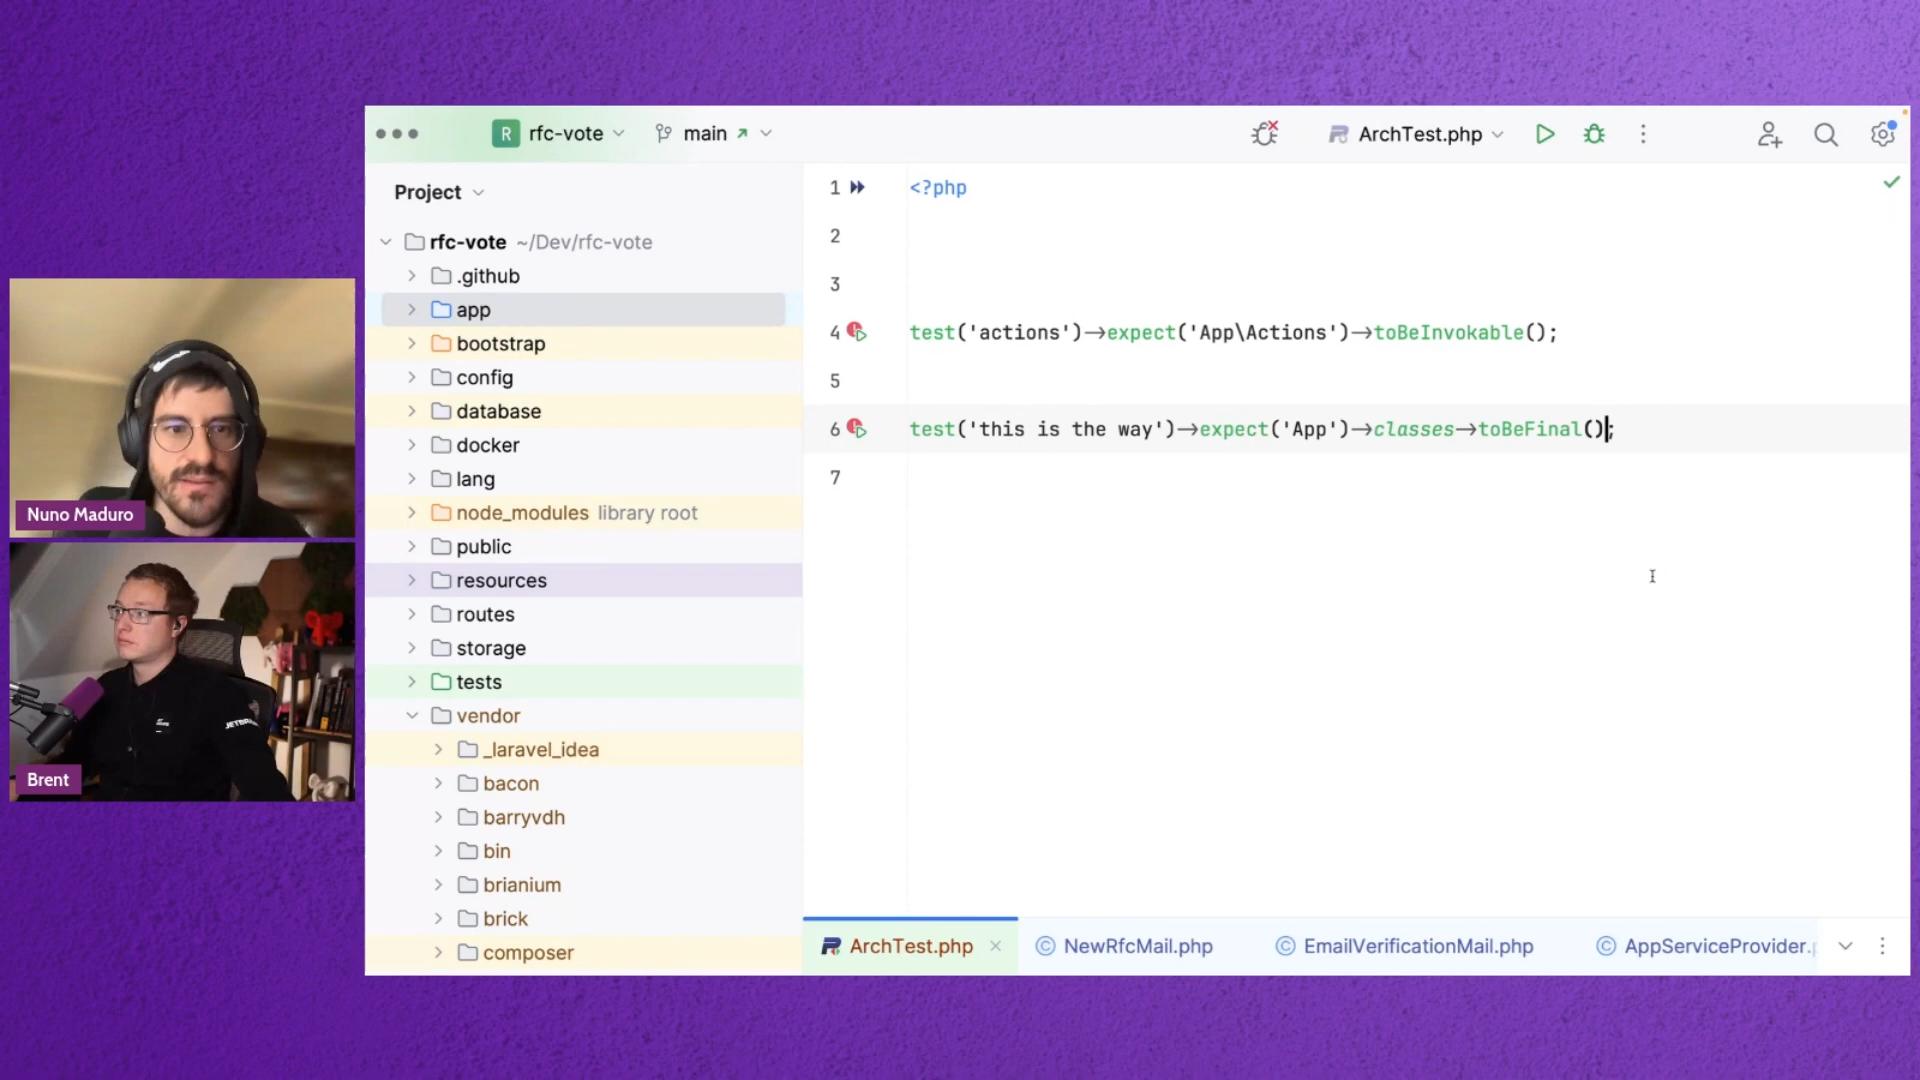 R rfc-vote
main
ArchTest.php
Project
rfc-vote ~/Dev/rfc-vote
.github
app
bootstrap
config
database
docker
lang
node_modules library root
public
resources
routes
storage
tests
vendor
_laravel_idea
bacon
barryvdh
bin
brianium
brick
composer
1 <?php
2
3
4 test('actions')->expect('App\Actions')->toBeInvokable();
5
6 test('this is the way')->expect('App')->classes->toBeFinal();
7
ArchTest.php
NewRfcMail.php
EmailVerificationMail.php
AppServiceProvider.p
Nuno Maduro
Brent